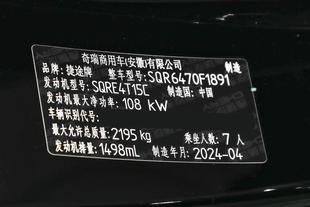 奇瑞商用车(安徽)有限公司 制造
品牌：捷途牌 整车型号：SQR6470F1891
发动机型号：SQRE4T15C 制造国：中国
发动机最大净功率：108 kW
车辆识别代号：
最大允许总质量：2195 kg 乘坐人数：7 人
发动机排量：1498mL 制造年月：2024-04